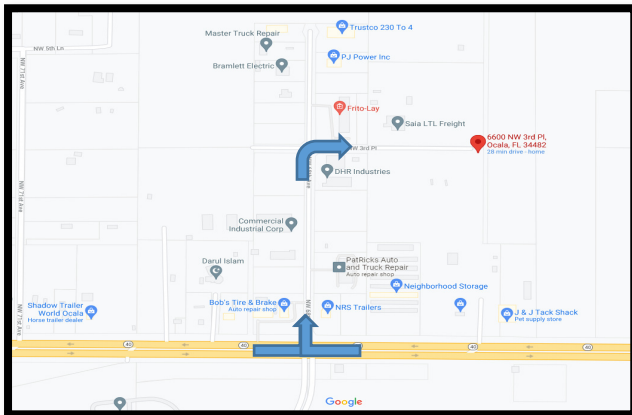 Trustco 230 To 4
Master Truck Repair
NW 5th Ln
PJ Power Inc
Bramlett Electric
NW 71st Ave
Frito-Lay
Saia LTL Freight
6600 NW 3rd Pl,
Ocala, FL 34482
28 min drive - home
W 3rd Pl
DHR Industries
NW 71st Ave
Commercial
Industrial Corp
Darul Islam
PatRicks Auto
and Truck Repair
Auto repair shop
Neighborhood Storage
Shadow Trailer
World Ocala
Horse trailer dealer
Bob's Tire & Brake
Auto repair shop
NRS Trailers
J & J Tack Shack
Pet supply store
NW 71st Ave
40
40
40
40
40
Google